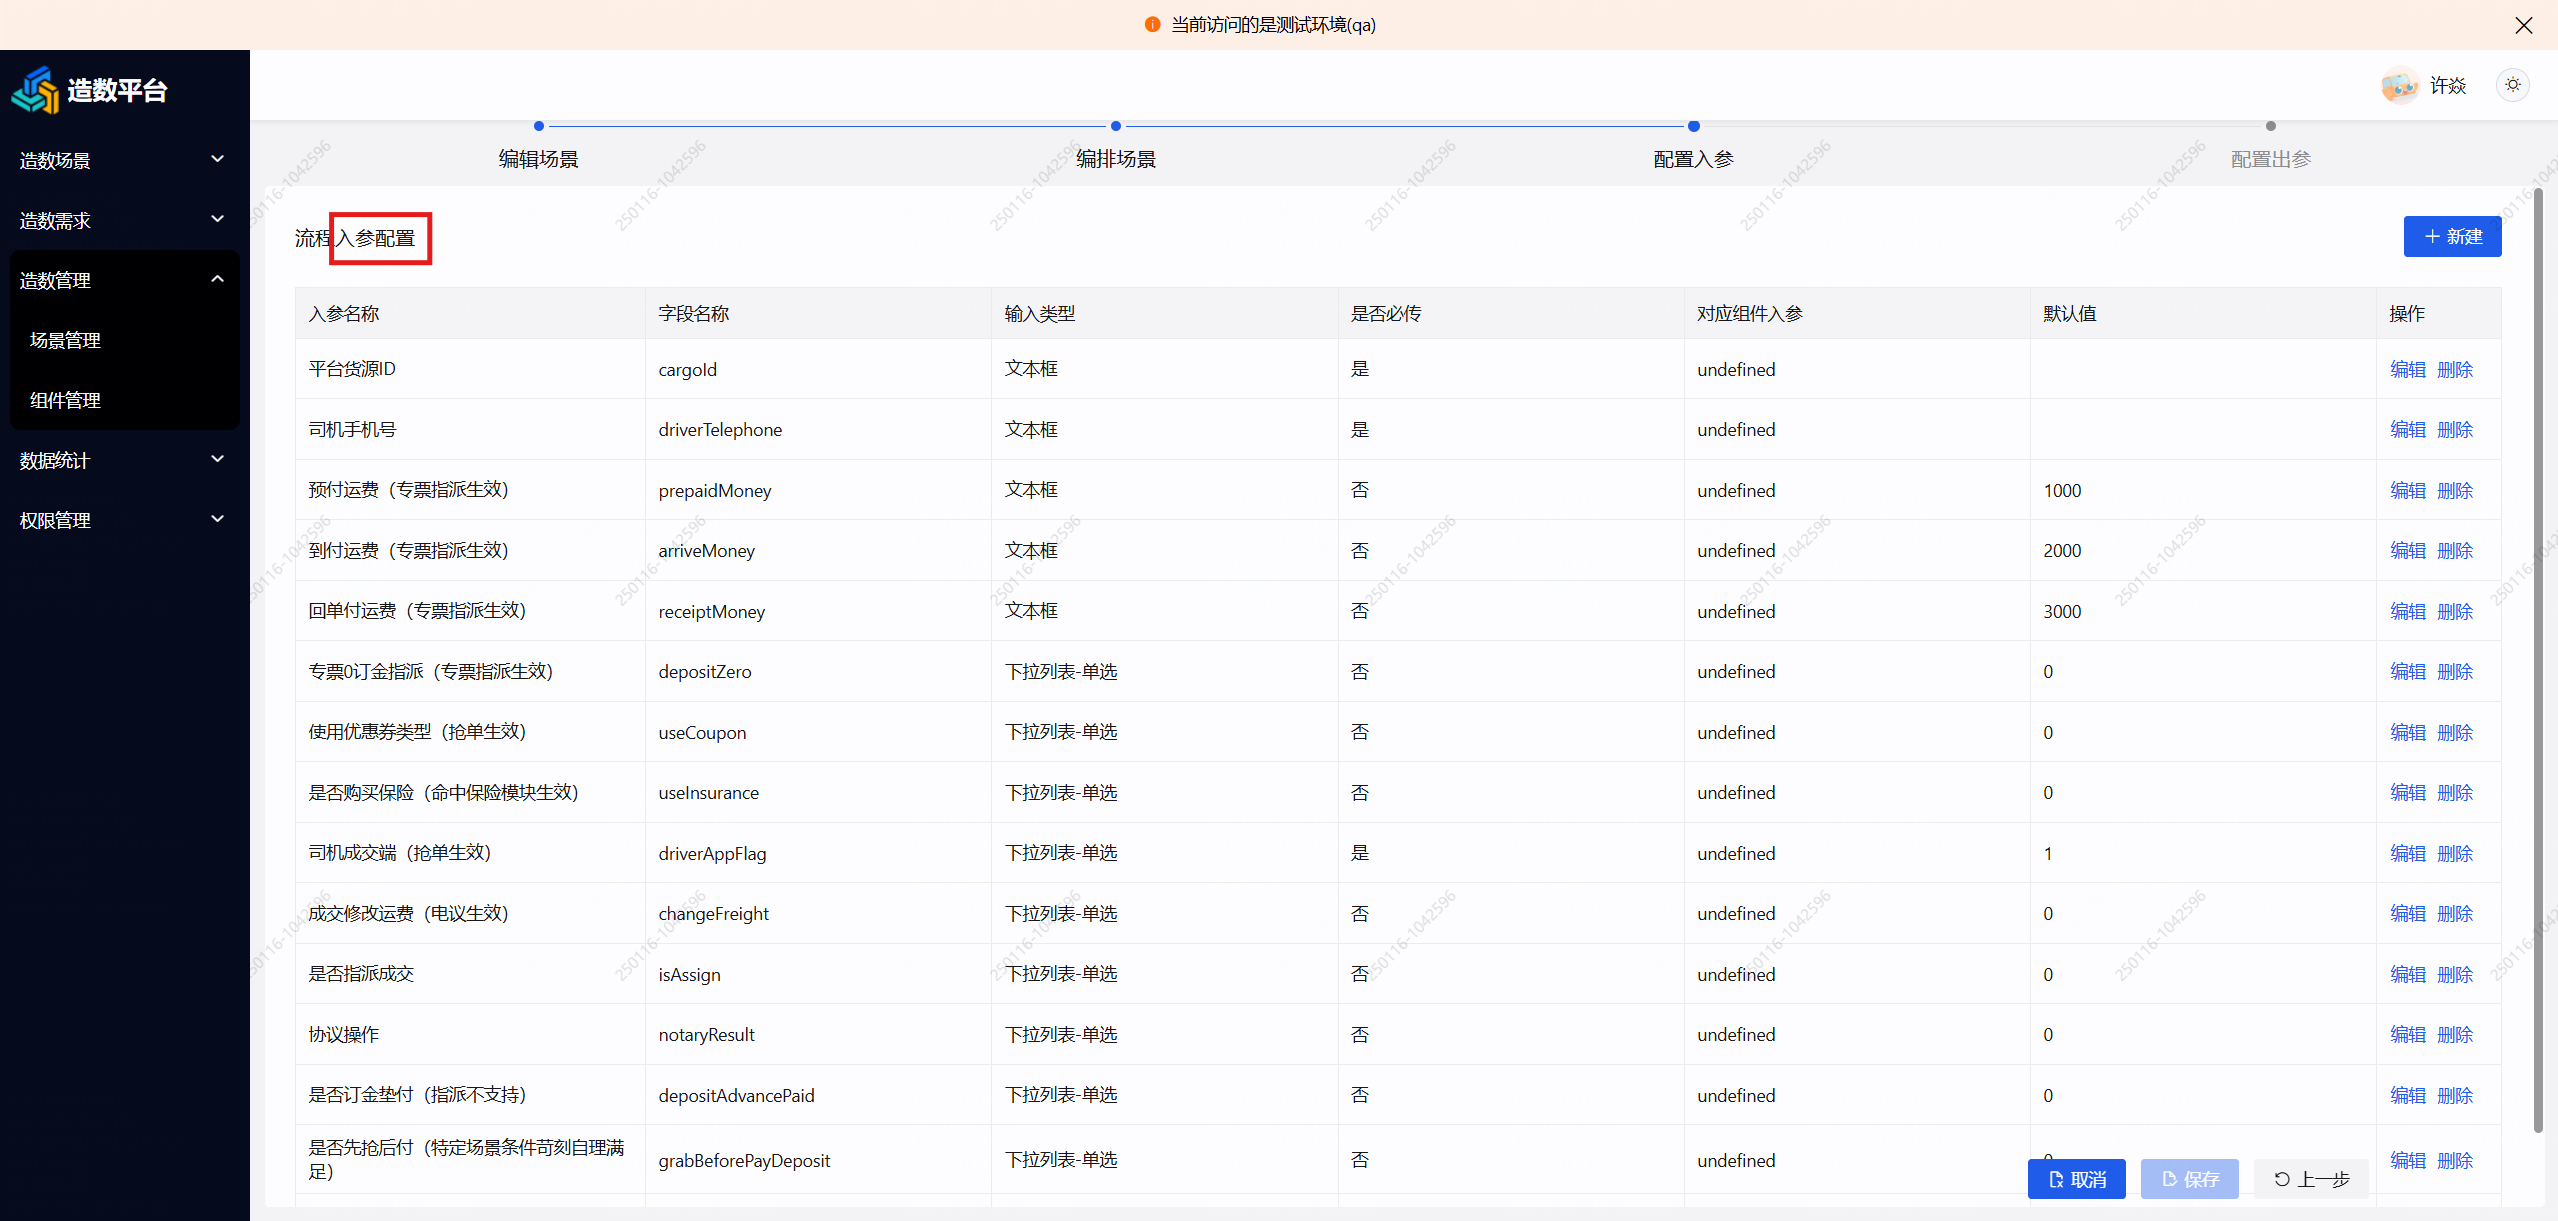 当前访问的是测试环境(qa)
造数平台
许焱
造数场景
造数需求
造数管理
场景管理
组件管理
数据统计
权限管理
编辑场景 编排场景 配置入参 配置出参
流程入参配置
新建
入参名称 字段名称 输入类型 是否必传 对应组件入参 默认值 操作
平台货源ID cargoId 文本框 是 undefined 编辑 删除
司机手机号 driverTelephone 文本框 是 undefined 编辑 删除
预付运费（专票指派生效） prepaidMoney 文本框 否 undefined 1000 编辑 删除
到付运费（专票指派生效） arriveMoney 文本框 否 undefined 2000 编辑 删除
回单付运费（专票指派生效） receiptMoney 文本框 否 undefined 3000 编辑 删除
专票0订金指派（专票指派生效） depositZero 下拉列表-单选 否 undefined 0 编辑 删除
使用优惠券类型（抢单生效） useCoupon 下拉列表-单选 否 undefined 0 编辑 删除
是否购买保险（命中保险模块生效） useInsurance 下拉列表-单选 否 undefined 0 编辑 删除
司机成交端（抢单生效） driverAppFlag 下拉列表-单选 是 undefined 1 编辑 删除
成交修改运费（电议生效） changeFreight 下拉列表-单选 否 undefined 0 编辑 删除
是否指派成交 isAssign 下拉列表-单选 否 undefined 0 编辑 删除
协议操作 notaryResult 下拉列表-单选 否 undefined 0 编辑 删除
是否订金垫付（指派不支持） depositAdvancePaid 下拉列表-单选 否 undefined 0 编辑 删除
是否先抢后付（特定场景条件苛刻自理满
足） grabBeforePayDeposit 下拉列表-单选 否 undefined 编辑 删除
取消 保存 上一步
250116-1042596